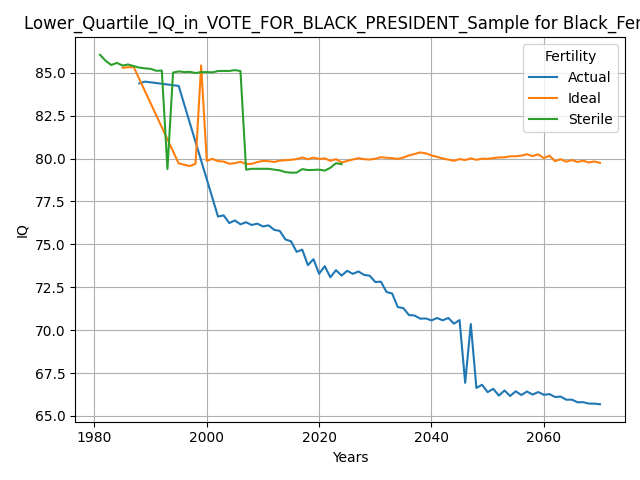 Lower_Quartile_IQ_in_VOTE_FOR_BLACK_PRESIDENT_Sample for Black_Fer
Fertility
Actual
Ideal
Sterile
85.0
82.5
80.0
77.5
75.0
72.5
70.0
67.5
65.0
IQ
1980 2000 2020 2040 2060
Years